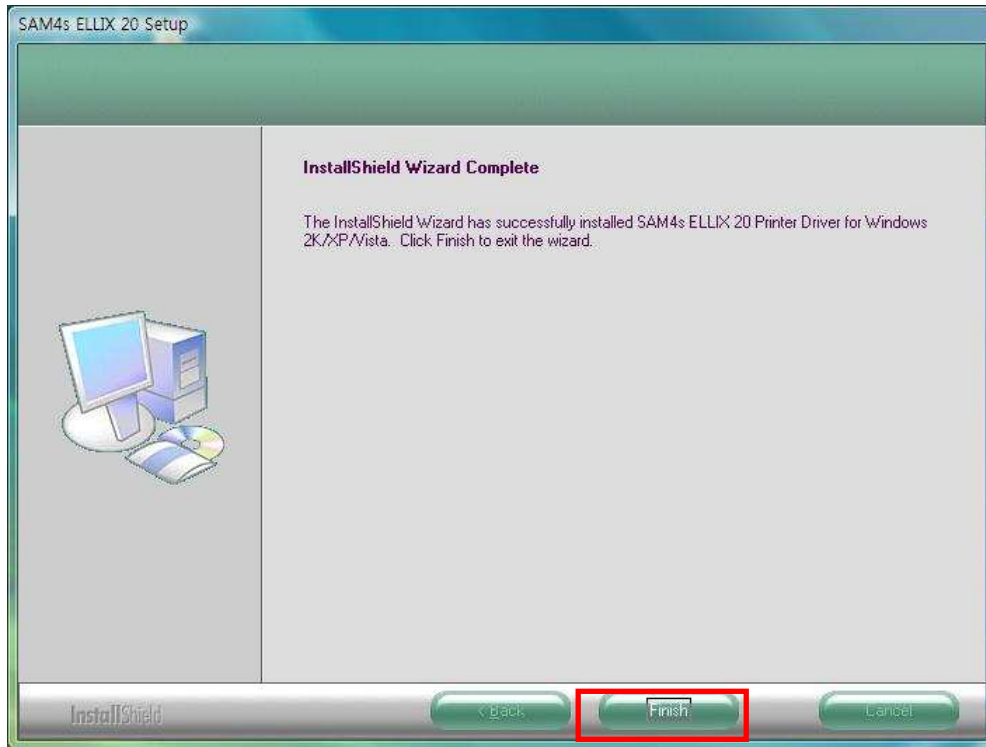 SAM4s ELLIX 20 Setup
InstallShield Wizard Complete
The InstallShield Wizard has successfully installed SAM4s ELLIX 20 Printer Driver for Windows
2K/XP/Vista. Click Finish to exit the wizard.
InstallShield
< Back
Finish
Cancel